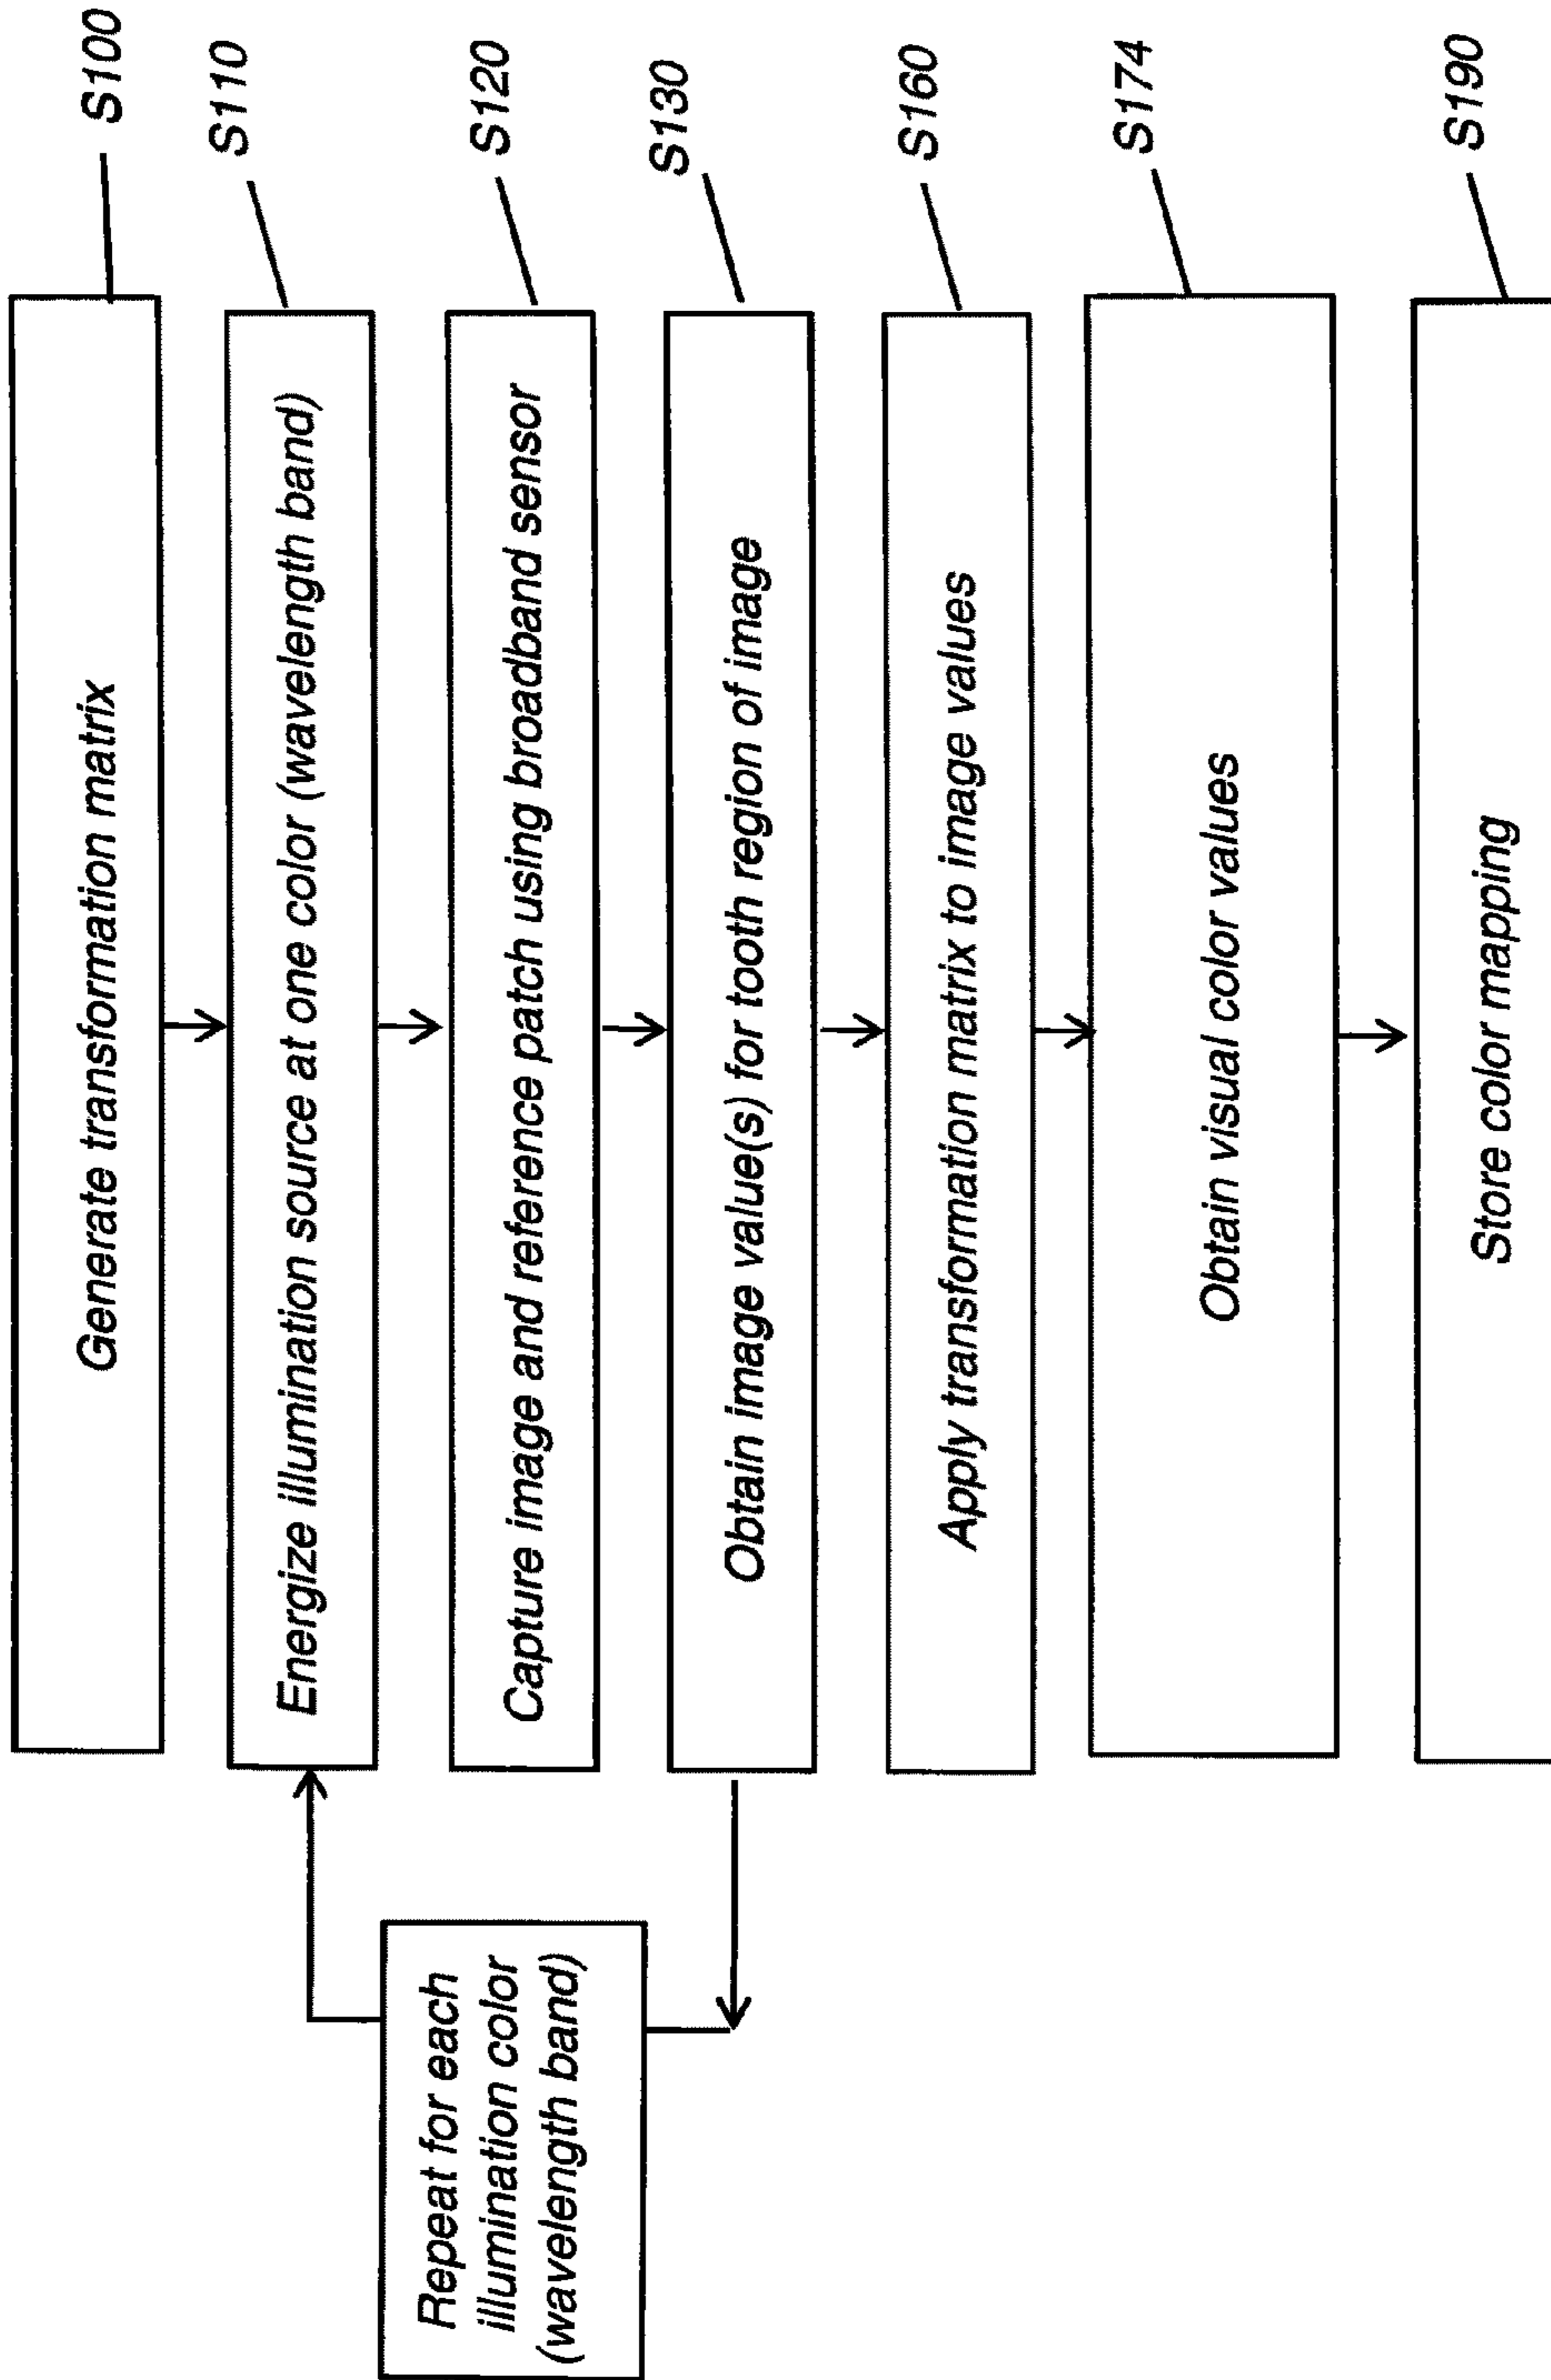 Generate transformation matrix
S100
Energize illumination source at one color (wavelength band)
S110
Capture image and reference patch using broadband sensor
S120
Obtain image value(s) for tooth region of image
S130
Repeat for each
illumination color
(wavelength band)
Apply transformation matrix to image values
S160
Obtain visual color values
S174
Store color mapping
S190